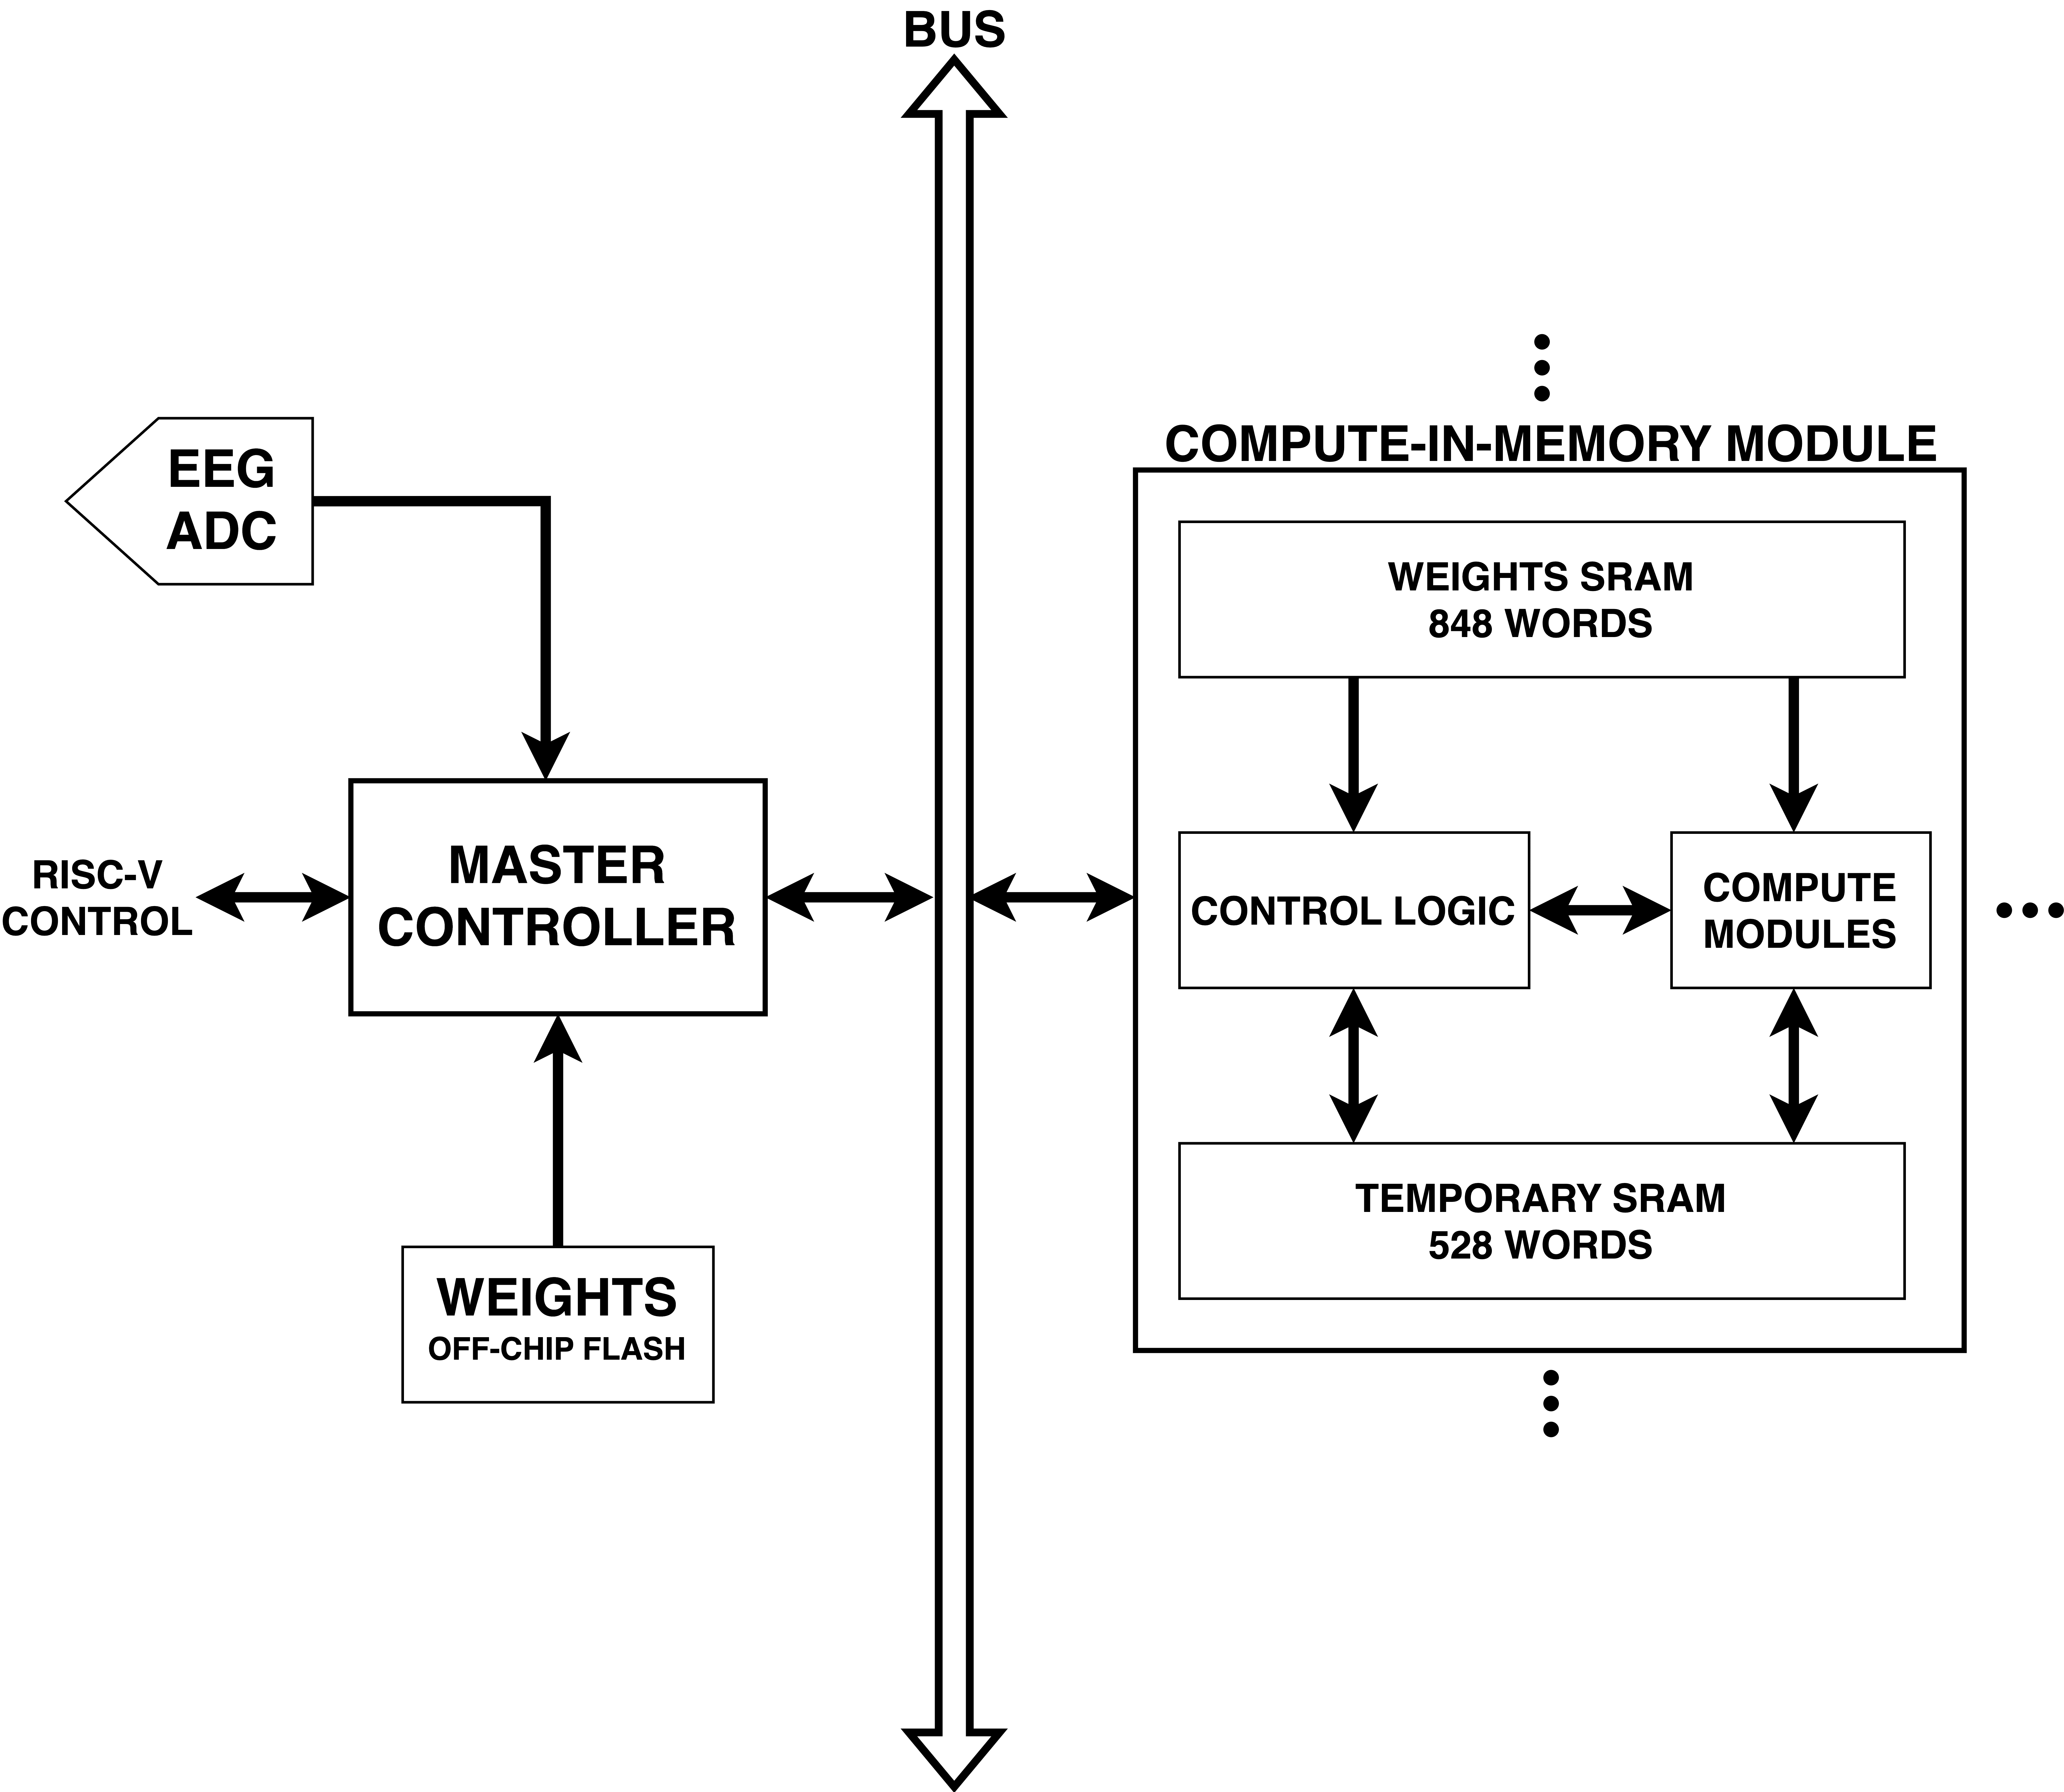 BUS
EEG
ADC
RISC-V
CONTROL
MASTER
CONTROLLER
WEIGHTS
OFF-CHIP FLASH
COMPUTE-IN-MEMORY MODULE
WEIGHTS SRAM
848 WORDS
CONTROL LOGIC
COMPUTE
MODULES
TEMPORARY SRAM
528 WORDS